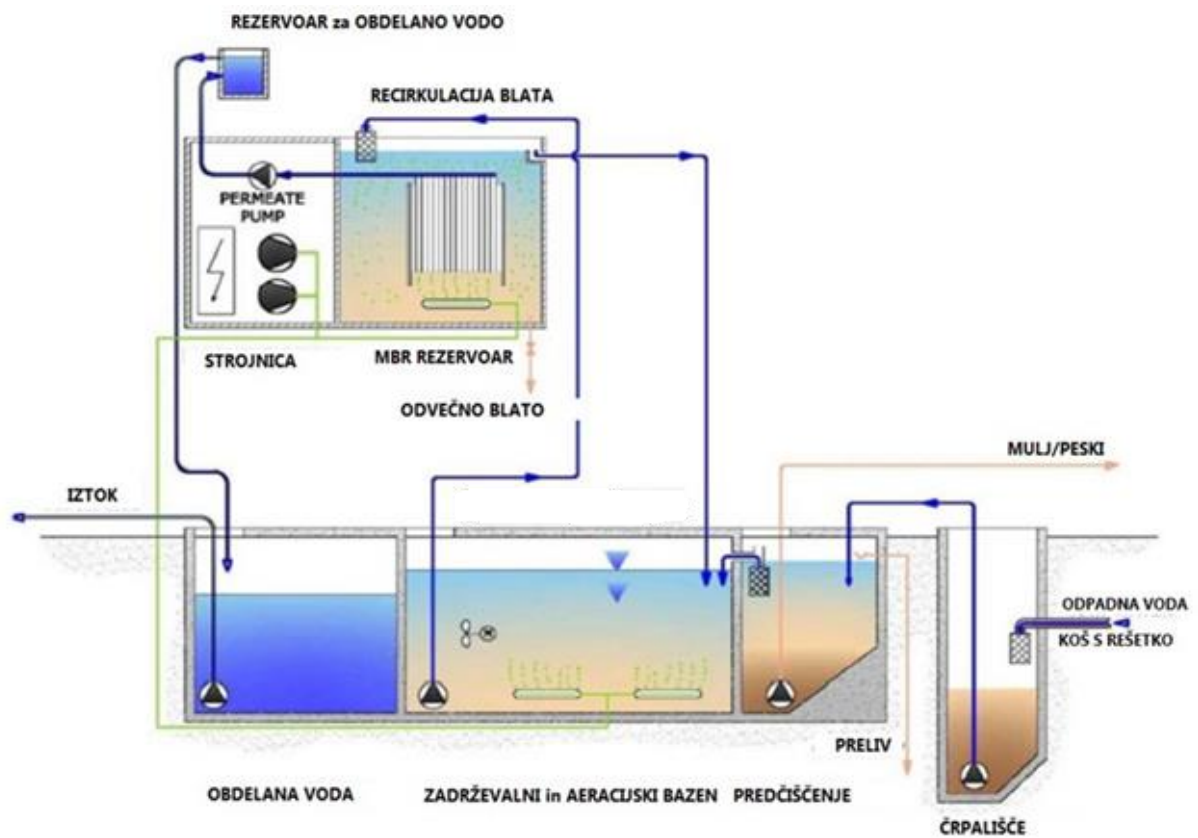 REZERVOAR za OBDELANO VODO
RECIRKULACIJA BLATA
PERMEATE
PUMP
STROJNICA
MBR REZERVOAR
ODVEČNO BLATO
MULJ/PESKI
IZTOK
ODPADNA VODA
KOŠ S REŠETKO
PRELIV
OBDELANA VODA
ZADRŽEVALNI in AERACIJSKI BAZEN
PREDČIŠČENJE
ČRPALIŠČE